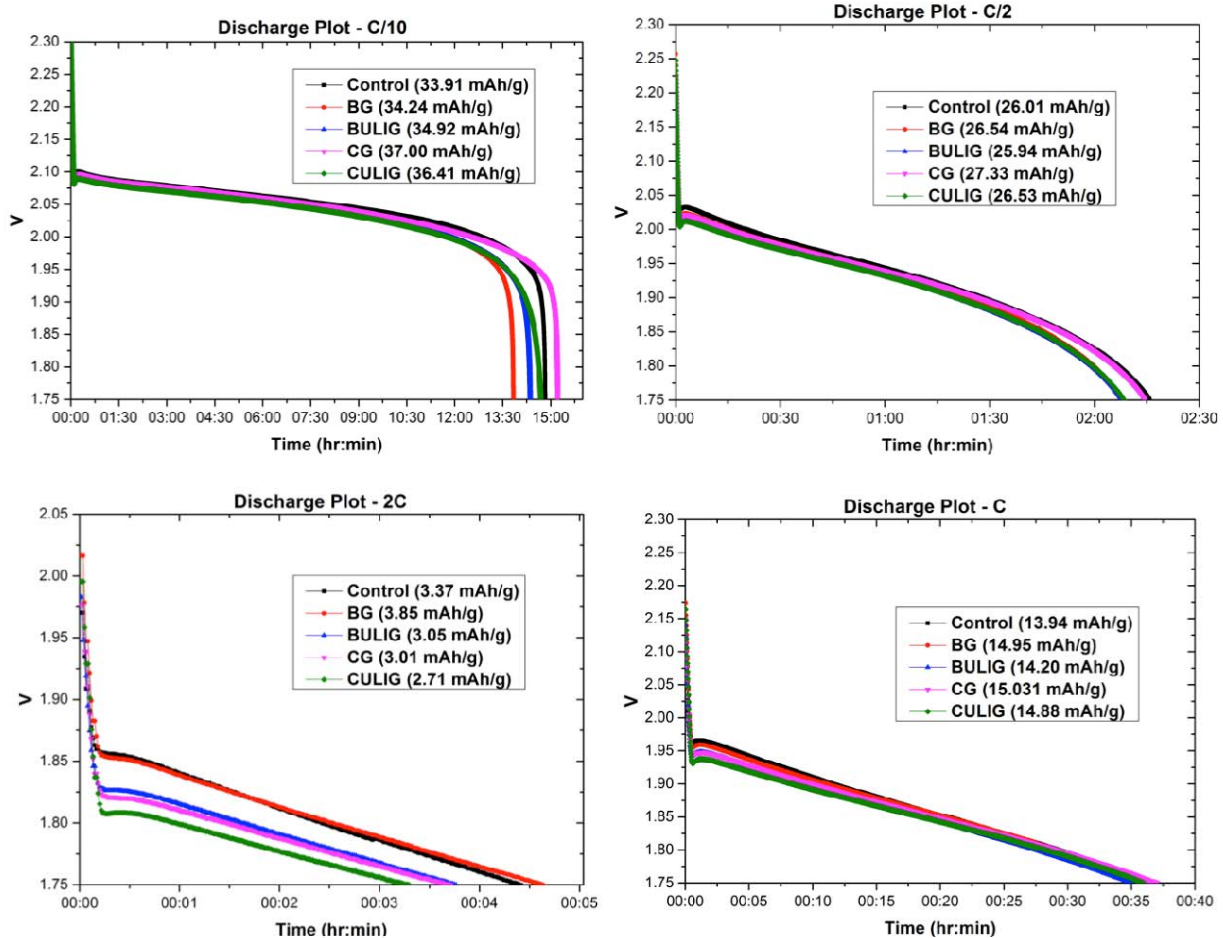 Discharge Plot - C/10
2.30
2.25
2.20
2.15
2.10
2.05
2.00
1.95
1.90
1.85
1.80
1.75
V
Control (33.91 mAh/g)
BG (34.24 mAh/g)
BULIG (34.92 mAh/g)
CG (37.00 mAh/g)
CULIG (36.41 mAh/g)
00:00 01:30 03:00 04:30 06:00 07:30 09:00 10:30 12:00 13:30 15:00
Time (hr:min)
Discharge Plot - C/2
2.30
2.25
2.20
2.15
2.10
2.05
2.00
1.95
1.90
1.85
1.80
1.75
V
Control (26.01 mAh/g)
BG (26.54 mAh/g)
BULIG (25.94 mAh/g)
CG (27.33 mAh/g)
CULIG (26.53 mAh/g)
00:00 00:30 01:00 01:30 02:00 02:30
Time (hr:min)
Discharge Plot - 2C
2.05
2.00
1.95
1.90
1.85
1.80
1.75
V
Control (3.37 mAh/g)
BG (3.85 mAh/g)
BULIG (3.05 mAh/g)
CG (3.01 mAh/g)
CULIG (2.71 mAh/g)
00:00 00:01 00:02 00:03 00:04 00:05
Time (hr:min)
Discharge Plot - C
2.30
2.25
2.20
2.15
2.10
2.05
2.00
1.95
1.90
1.85
1.80
1.75
V
Control (13.94 mAh/g)
BG (14.95 mAh/g)
BULIG (14.20 mAh/g)
CG (15.031 mAh/g)
CULIG (14.88 mAh/g)
00:00 00:05 00:10 00:15 00:20 00:25 00:30 00:35 00:40
Time (hr:min)